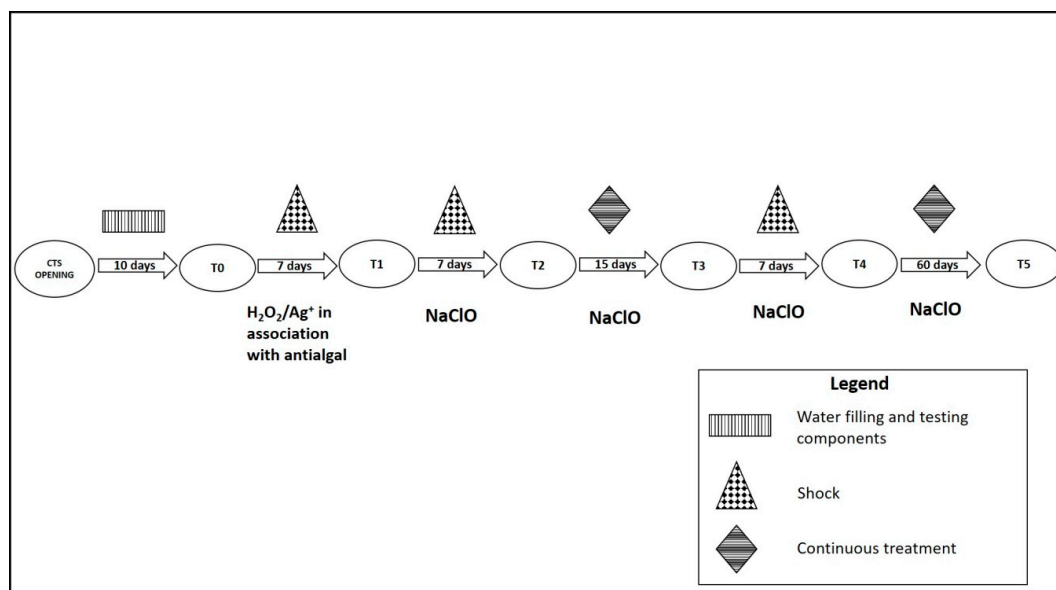 CTS
OPENING
10 days
T0
7 days
T1
7 days
T2
15 days
T3
7 days
T4
60 days
T5
H₂O₂/Ag⁺ in
association
with antialgal
NaClO
NaClO
NaClO
NaClO
Legend
Water filling and testing
components
Shock
Continuous treatment